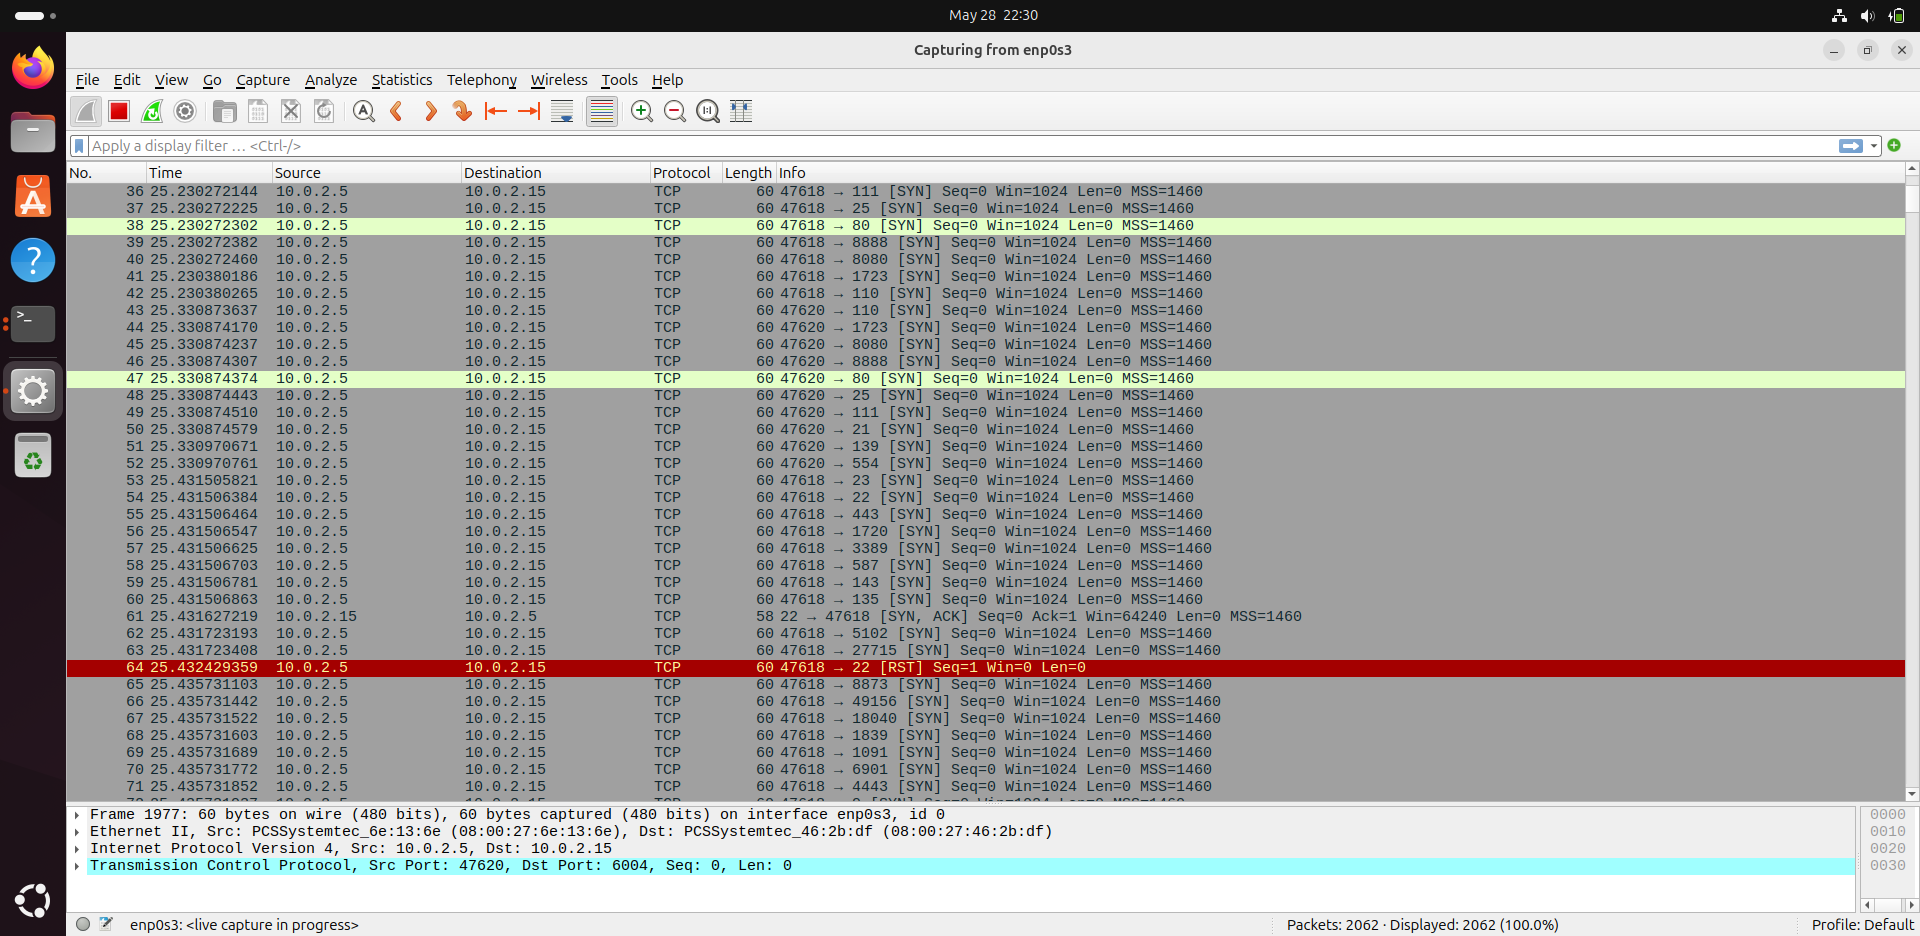 May 28 22:30
Capturing from enp0s3
File Edit View Go Capture Analyze Statistics Telephony Wireless Tools Help
Apply a display filter … <Ctrl-/>
No. Time Source Destination Protocol Length Info
36 25.230272144 10.0.2.5 10.0.2.15 TCP 60 47618 → 111 [SYN] Seq=0 Win=1024 Len=0 MSS=1460
37 25.230272225 10.0.2.5 10.0.2.15 TCP 60 47618 → 25 [SYN] Seq=0 Win=1024 Len=0 MSS=1460
38 25.230272302 10.0.2.5 10.0.2.15 TCP 60 47618 → 80 [SYN] Seq=0 Win=1024 Len=0 MSS=1460
39 25.230272382 10.0.2.5 10.0.2.15 TCP 60 47618 → 8888 [SYN] Seq=0 Win=1024 Len=0 MSS=1460
40 25.230272460 10.0.2.5 10.0.2.15 TCP 60 47618 → 8080 [SYN] Seq=0 Win=1024 Len=0 MSS=1460
41 25.230380186 10.0.2.5 10.0.2.15 TCP 60 47618 → 1723 [SYN] Seq=0 Win=1024 Len=0 MSS=1460
42 25.230380265 10.0.2.5 10.0.2.15 TCP 60 47618 → 110 [SYN] Seq=0 Win=1024 Len=0 MSS=1460
43 25.330873637 10.0.2.5 10.0.2.15 TCP 60 47620 → 110 [SYN] Seq=0 Win=1024 Len=0 MSS=1460
44 25.330874170 10.0.2.5 10.0.2.15 TCP 60 47620 → 1723 [SYN] Seq=0 Win=1024 Len=0 MSS=1460
45 25.330874237 10.0.2.5 10.0.2.15 TCP 60 47620 → 8080 [SYN] Seq=0 Win=1024 Len=0 MSS=1460
46 25.330874307 10.0.2.5 10.0.2.15 TCP 60 47620 → 8888 [SYN] Seq=0 Win=1024 Len=0 MSS=1460
47 25.330874374 10.0.2.5 10.0.2.15 TCP 60 47620 → 80 [SYN] Seq=0 Win=1024 Len=0 MSS=1460
48 25.330874443 10.0.2.5 10.0.2.15 TCP 60 47620 → 25 [SYN] Seq=0 Win=1024 Len=0 MSS=1460
49 25.330874510 10.0.2.5 10.0.2.15 TCP 60 47620 → 111 [SYN] Seq=0 Win=1024 Len=0 MSS=1460
50 25.330874579 10.0.2.5 10.0.2.15 TCP 60 47620 → 21 [SYN] Seq=0 Win=1024 Len=0 MSS=1460
51 25.330970671 10.0.2.5 10.0.2.15 TCP 60 47620 → 139 [SYN] Seq=0 Win=1024 Len=0 MSS=1460
52 25.330970761 10.0.2.5 10.0.2.15 TCP 60 47620 → 554 [SYN] Seq=0 Win=1024 Len=0 MSS=1460
53 25.431505821 10.0.2.5 10.0.2.15 TCP 60 47618 → 23 [SYN] Seq=0 Win=1024 Len=0 MSS=1460
54 25.431506384 10.0.2.5 10.0.2.15 TCP 60 47618 → 22 [SYN] Seq=0 Win=1024 Len=0 MSS=1460
55 25.431506464 10.0.2.5 10.0.2.15 TCP 60 47618 → 443 [SYN] Seq=0 Win=1024 Len=0 MSS=1460
56 25.431506547 10.0.2.5 10.0.2.15 TCP 60 47618 → 1720 [SYN] Seq=0 Win=1024 Len=0 MSS=1460
57 25.431506625 10.0.2.5 10.0.2.15 TCP 60 47618 → 3389 [SYN] Seq=0 Win=1024 Len=0 MSS=1460
58 25.431506703 10.0.2.5 10.0.2.15 TCP 60 47618 → 587 [SYN] Seq=0 Win=1024 Len=0 MSS=1460
59 25.431506781 10.0.2.5 10.0.2.15 TCP 60 47618 → 143 [SYN] Seq=0 Win=1024 Len=0 MSS=1460
60 25.431506863 10.0.2.5 10.0.2.15 TCP 60 47618 → 135 [SYN] Seq=0 Win=1024 Len=0 MSS=1460
61 25.431627219 10.0.2.15 10.0.2.5 TCP 58 22 → 47618 [SYN, ACK] Seq=0 Ack=1 Win=64240 Len=0 MSS=1460
62 25.431723193 10.0.2.5 10.0.2.15 TCP 60 47618 → 5102 [SYN] Seq=0 Win=1024 Len=0 MSS=1460
63 25.431723408 10.0.2.5 10.0.2.15 TCP 60 47618 → 27715 [SYN] Seq=0 Win=1024 Len=0 MSS=1460
64 25.432429359 10.0.2.5 10.0.2.15 TCP 60 47618 → 22 [RST] Seq=1 Win=0 Len=0
65 25.435731103 10.0.2.5 10.0.2.15 TCP 60 47618 → 8873 [SYN] Seq=0 Win=1024 Len=0 MSS=1460
66 25.435731442 10.0.2.5 10.0.2.15 TCP 60 47618 → 49156 [SYN] Seq=0 Win=1024 Len=0 MSS=1460
67 25.435731522 10.0.2.5 10.0.2.15 TCP 60 47618 → 18040 [SYN] Seq=0 Win=1024 Len=0 MSS=1460
68 25.435731603 10.0.2.5 10.0.2.15 TCP 60 47618 → 1839 [SYN] Seq=0 Win=1024 Len=0 MSS=1460
69 25.435731689 10.0.2.5 10.0.2.15 TCP 60 47618 → 1091 [SYN] Seq=0 Win=1024 Len=0 MSS=1460
70 25.435731772 10.0.2.5 10.0.2.15 TCP 60 47618 → 6901 [SYN] Seq=0 Win=1024 Len=0 MSS=1460
71 25.435731852 10.0.2.5 10.0.2.15 TCP 60 47618 → 4443 [SYN] Seq=0 Win=1024 Len=0 MSS=1460
Frame 1977: 60 bytes on wire (480 bits), 60 bytes captured (480 bits) on interface enp0s3, id 0
Ethernet II, Src: PCSSystemtec_6e:13:6e (08:00:27:6e:13:6e), Dst: PCSSystemtec_46:2b:df (08:00:27:46:2b:df)
Internet Protocol Version 4, Src: 10.0.2.5, Dst: 10.0.2.15
Transmission Control Protocol, Src Port: 47620, Dst Port: 6004, Seq: 0, Len: 0
0000
0010
0020
0030
enp0s3: <live capture in progress>
Packets: 2062 · Displayed: 2062 (100.0%)
Profile: Default